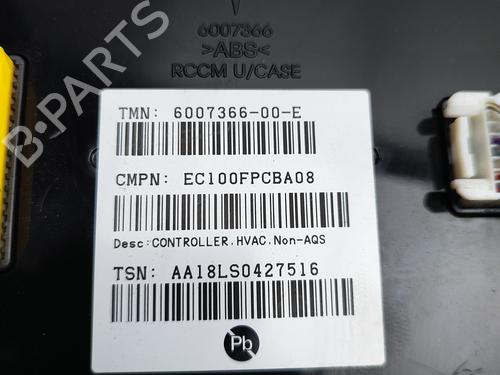 6007366
>ABS<
RCCM U/CASE
TMN: 6007366-00-E
CMPN: EC100FPCBA08
Desc:CONTROLLER,HVAC,Non-AQS
TSN: AA18LS0427516
Pb
B-PARTS